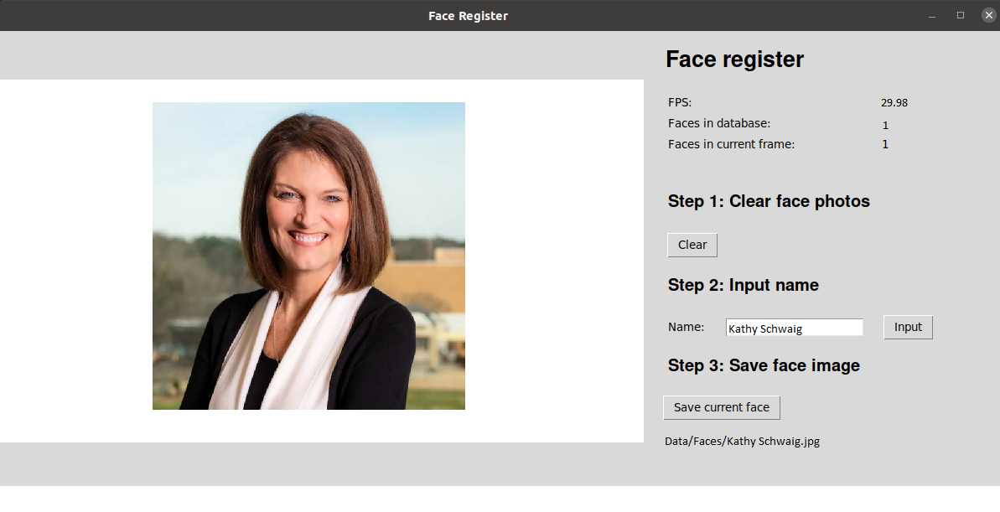 Face Register
Face register
FPS: 29.98
Faces in database: 1
Faces in current frame: 1
Step 1: Clear face photos
Clear
Step 2: Input name
Name: Kathy Schwaig Input
Step 3: Save face image
Save current face
Data/Faces/Kathy Schwaig.jpg